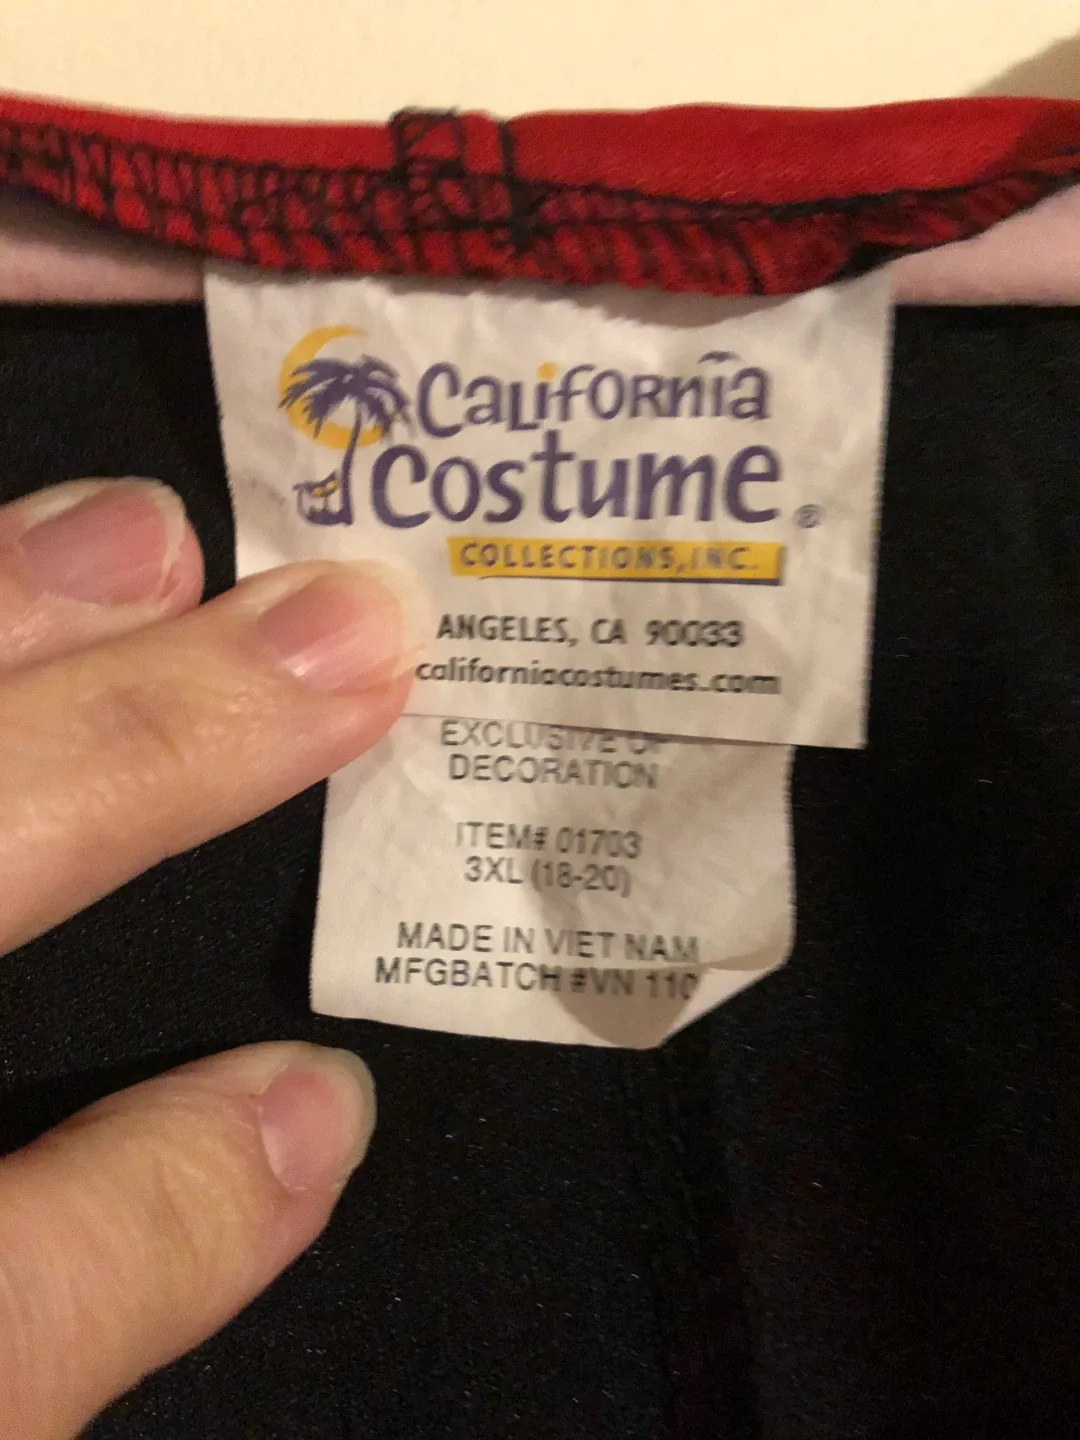 California
Costume ®
COLLECTIONS, INC.
ANGELES, CA 90033
californiacostumes.com
EXCLUSIVE OF
DECORATION
ITEM# 01703
3XL (18-20)
MADE IN VIET NAM
MFGBATCH #VN 110